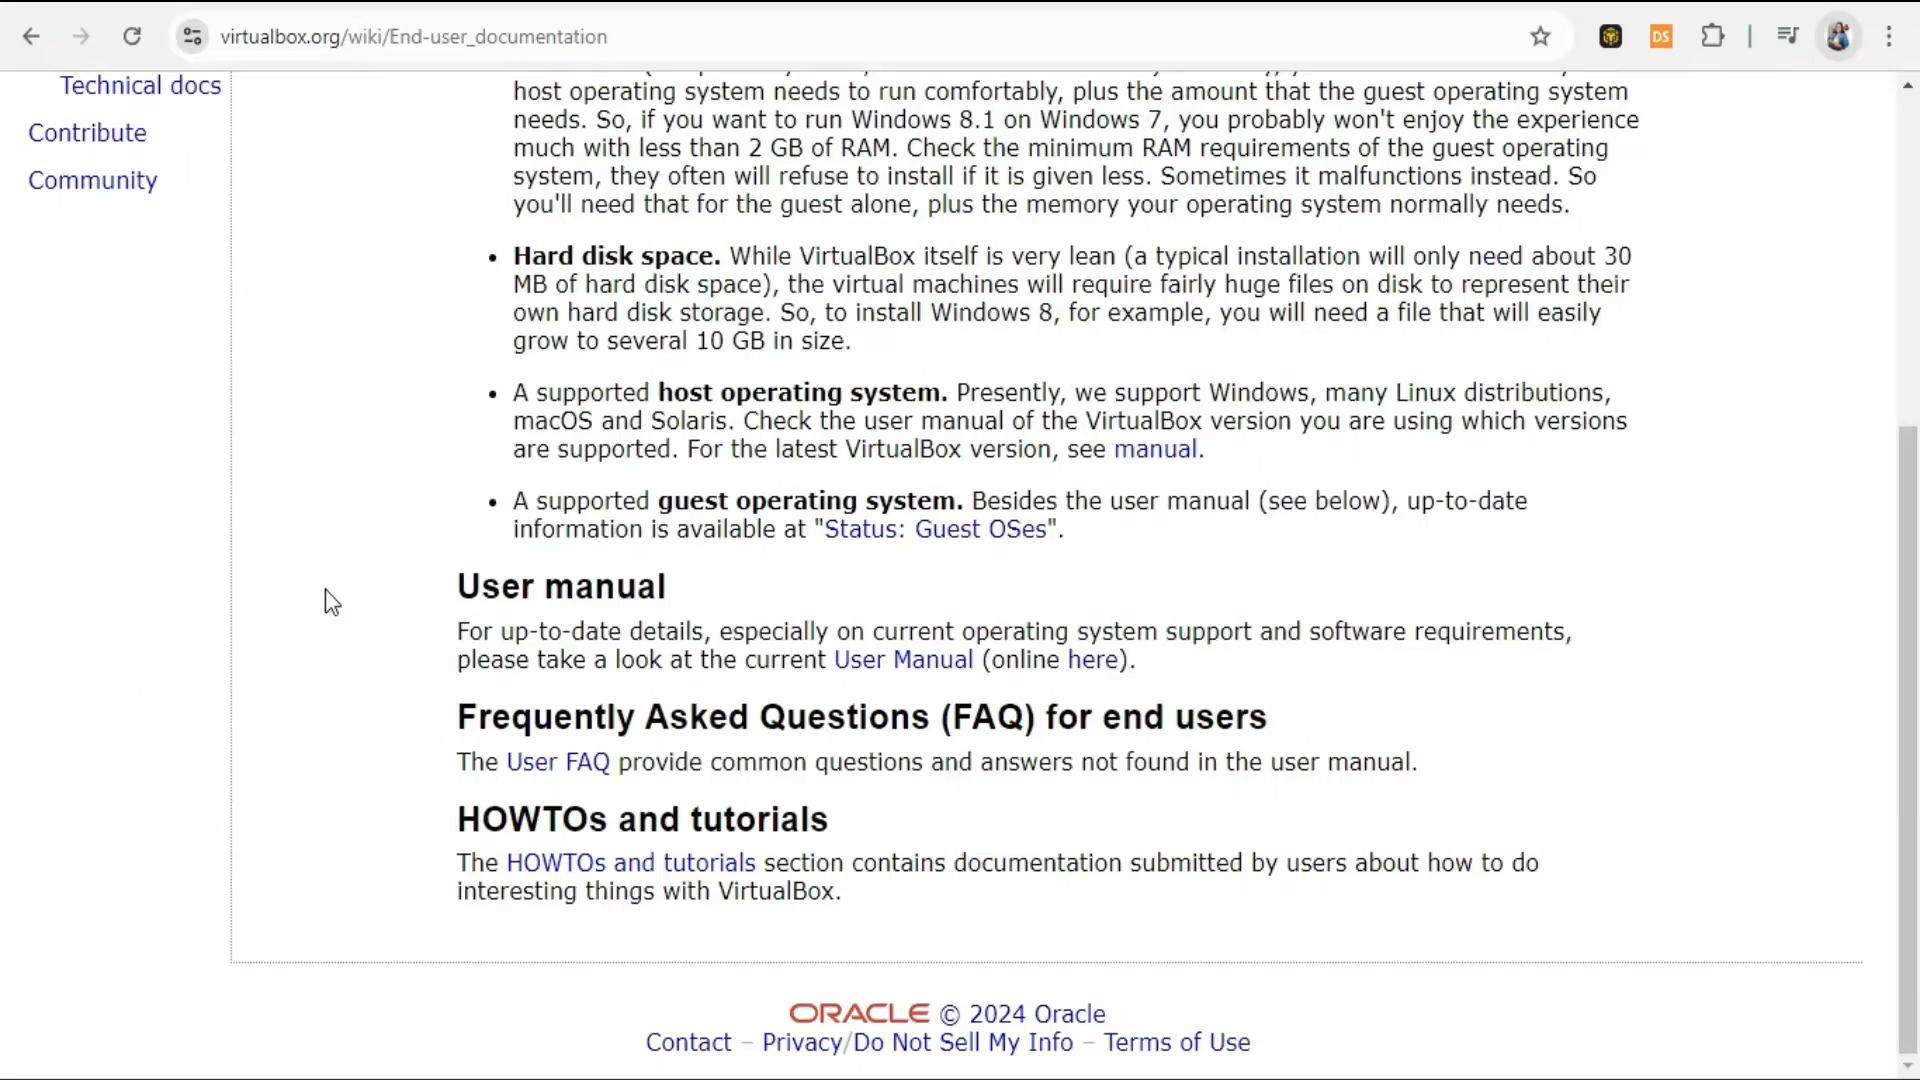 virtualbox.org/wiki/End-user_documentation
DS
Technical docs
Contribute
Community
host operating system needs to run comfortably, plus the amount that the guest operating system
needs. So, if you want to run Windows 8.1 on Windows 7, you probably won't enjoy the experience
much with less than 2 GB of RAM. Check the minimum RAM requirements of the guest operating
system, they often will refuse to install if it is given less. Sometimes it malfunctions instead. So
you'll need that for the guest alone, plus the memory your operating system normally needs.
• Hard disk space. While VirtualBox itself is very lean (a typical installation will only need about 30
MB of hard disk space), the virtual machines will require fairly huge files on disk to represent their
own hard disk storage. So, to install Windows 8, for example, you will need a file that will easily
grow to several 10 GB in size.
• A supported host operating system. Presently, we support Windows, many Linux distributions,
macOS and Solaris. Check the user manual of the VirtualBox version you are using which versions
are supported. For the latest VirtualBox version, see manual.
• A supported guest operating system. Besides the user manual (see below), up-to-date
information is available at "Status: Guest OSes".
User manual
For up-to-date details, especially on current operating system support and software requirements,
please take a look at the current User Manual (online here).
Frequently Asked Questions (FAQ) for end users
The User FAQ provide common questions and answers not found in the user manual.
HOWTOs and tutorials
The HOWTOs and tutorials section contains documentation submitted by users about how to do
interesting things with VirtualBox.
ORACLE © 2024 Oracle
Contact – Privacy/Do Not Sell My Info – Terms of Use